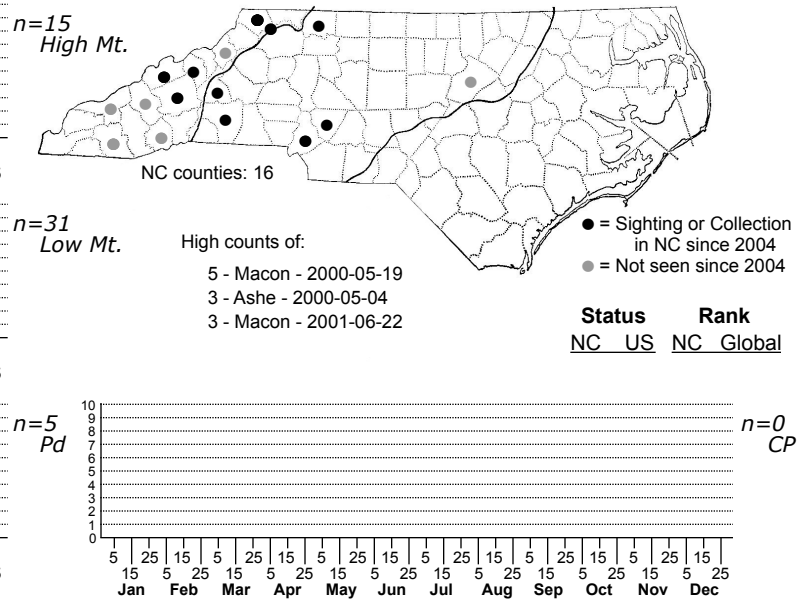 n=15
High Mt.
NC counties: 16
n=31
Low Mt.
High counts of:
5 - Macon - 2000-05-19
3 - Ashe - 2000-05-04
3 - Macon - 2001-06-22
● = Sighting or Collection
in NC since 2004
● = Not seen since 2004
Status Rank
NC US NC Global
n=5
Pd
10
9
8
7
6
5
4
3
2
1
0
n=0
CP
5 25 15 5 25 15 5 25 15 5 25 15 5 25 15 5 25 15
15 5 25 15 5 25 15 5 25 15 5 25 15 5 25 15 5 25
Jan Feb Mar Apr May Jun Jul Aug Sep Oct Nov Dec